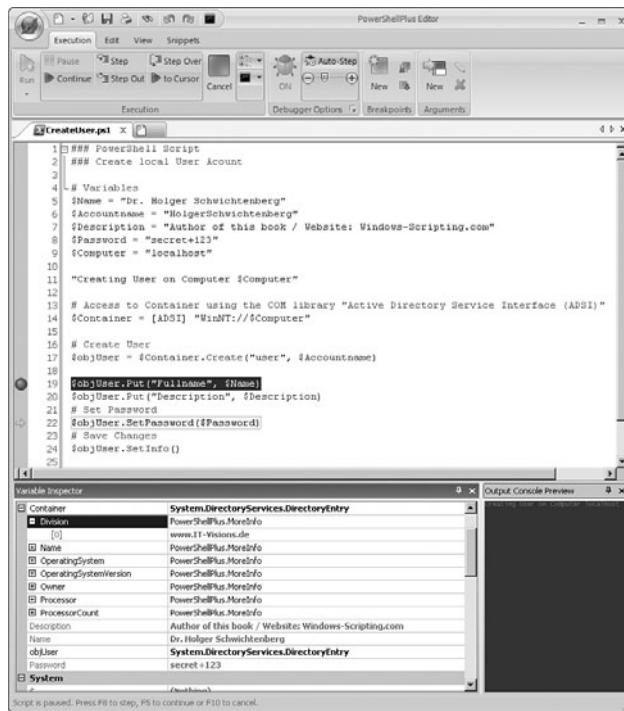 PowerShellPlus Editor
Execution Edit View Snippets
Run
Pause Step Step Over
Continue Step Out to Cursor
Cancel
ON
Auto-Step
New
New
Execution Debugger Options Breakpoints Arguments
CreateUser.ps1 X
1 ### PowerShell Script
2 ### Create local User Acount
3
4 # Variables
5 $Name = "Dr. Holger Schwichtenberg"
6 $Accountname = "HolgerSchwichtenberg"
7 $Description = "Author of this book / Website: Windows-Scripting.com"
8 $Password = "secret+123"
9 $Computer = "localhost"
10
11 "Creating User on Computer $Computer"
12
13 # Access to Container using the COM library "Active Directory Service Interface (ADSI)"
14 $Container = [ADSI] "WinNT://$Computer"
15
16 # Create User
17 $objUser = $Container.Create("user", $Accountname)
18
19 $objUser.Put("Fullname", $Name)
20 $objUser.Put("Description", $Description)
21 # Set Password
22 $objUser.SetPassword($Password)
23 # Save Changes
24 $objUser.SetInfo()
25
Variable Inspector
Container System.DirectoryServices.DirectoryEntry
Division PowerShellPlus.MoreInfo
[0] www.IT-Visions.de
Name PowerShellPlus.MoreInfo
OperatingSystem PowerShellPlus.MoreInfo
OperatingSystemVersion PowerShellPlus.MoreInfo
Owner PowerShellPlus.MoreInfo
Processor PowerShellPlus.MoreInfo
ProcessorCount PowerShellPlus.MoreInfo
Description Author of this book / Website: Windows-Scripting.com
Name Dr. Holger Schwichtenberg
objUser System.DirectoryServices.DirectoryEntry
Password secret+123
System
Output Console Preview
Creating User on Computer localhost
Script is paused. Press F8 to step, F5 to continue or F10 to cancel.